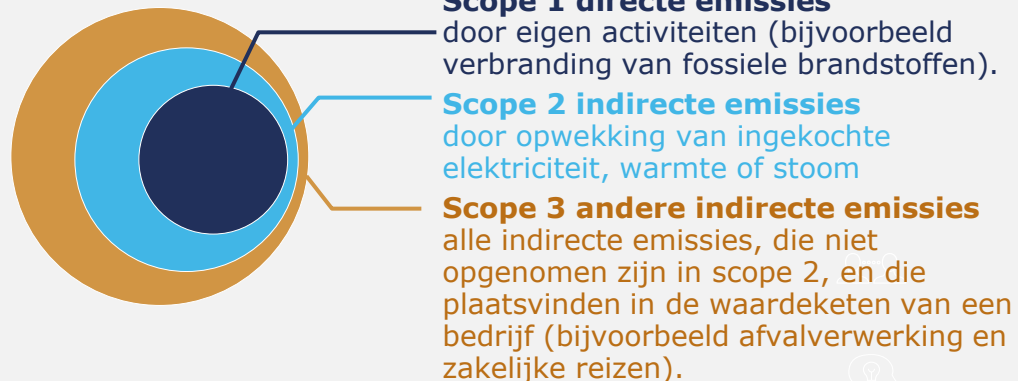 Scope 1 directe emissies
door eigen activiteiten (bijvoorbeeld
verbranding van fossiele brandstoffen).
Scope 2 indirecte emissies
door opwekking van ingekochte
elektriciteit, warmte of stoom
Scope 3 andere indirecte emissies
alle indirecte emissies, die niet
opgenomen zijn in scope 2, en die
plaatsvinden in de waardeketen van een
bedrijf (bijvoorbeeld afvalverwerking en
zakelijke reizen).